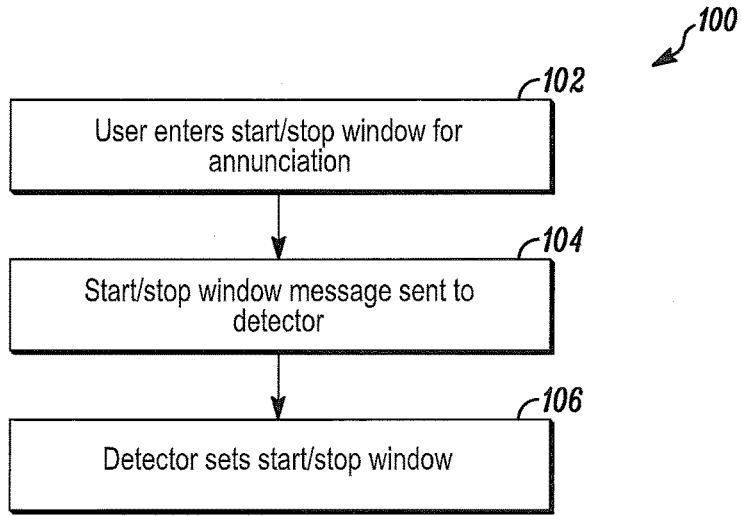 100
102
User enters start/stop window for
annunciation
104
Start/stop window message sent to
detector
106
Detector sets start/stop window